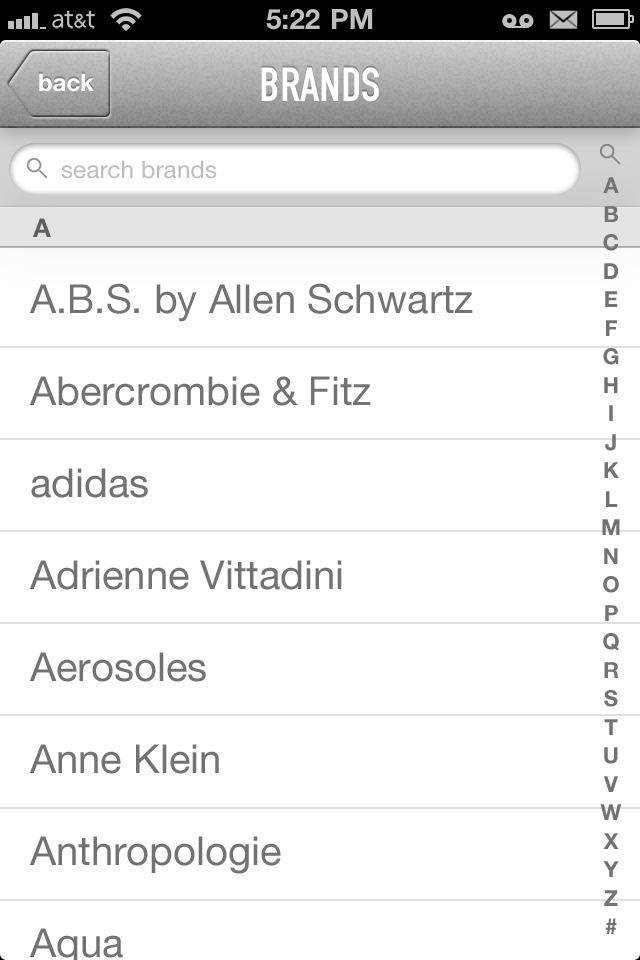 at&t 5:22 PM
back BRANDS
search brands
A
A.B.S. by Allen Schwartz
Abercrombie & Fitz
adidas
Adrienne Vittadini
Aerosoles
Anne Klein
Anthropologie
Aqua
A
B
C
D
E
F
G
H
I
J
K
L
M
N
O
P
Q
R
S
T
U
V
W
X
Y
Z
#